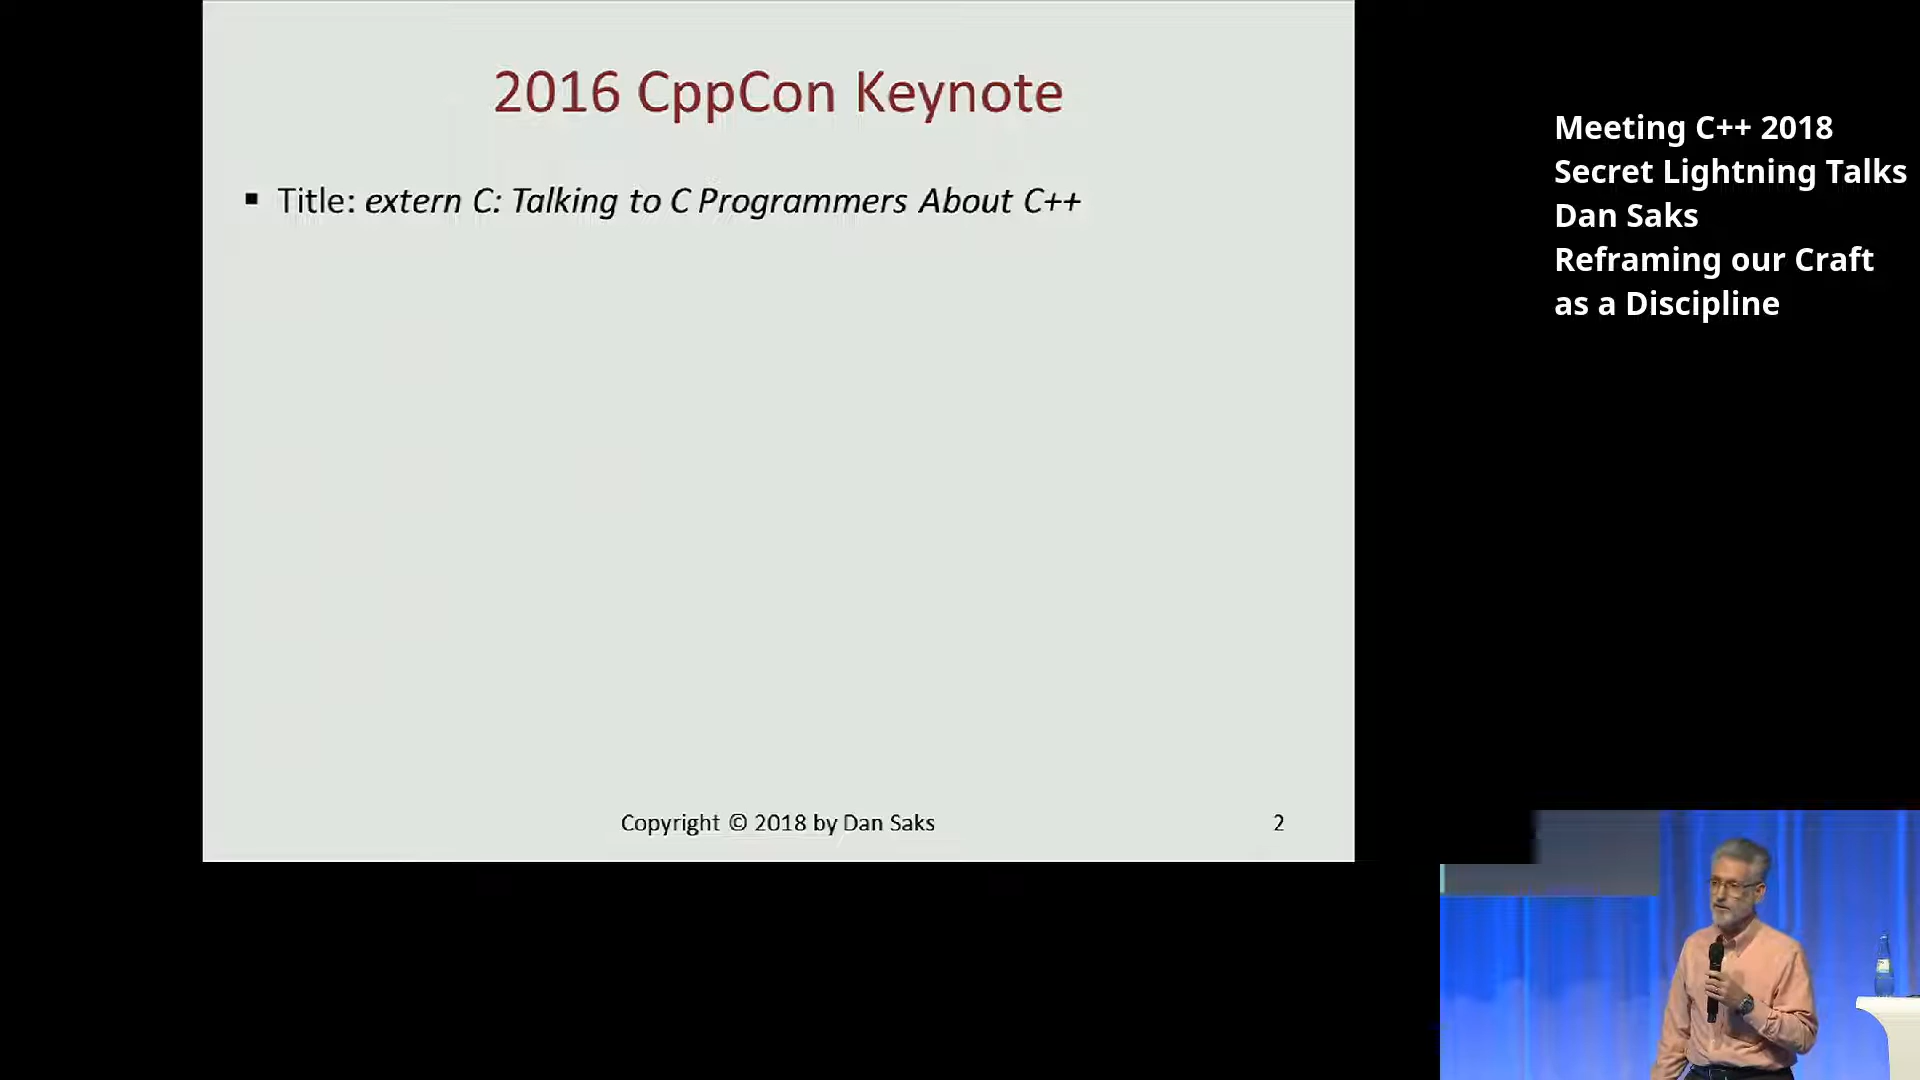 2016 CppCon Keynote
▪ Title: extern C: Talking to C Programmers About C++
Copyright © 2018 by Dan Saks
2
Meeting C++ 2018
Secret Lightning Talks
Dan Saks
Reframing our Craft
as a Discipline